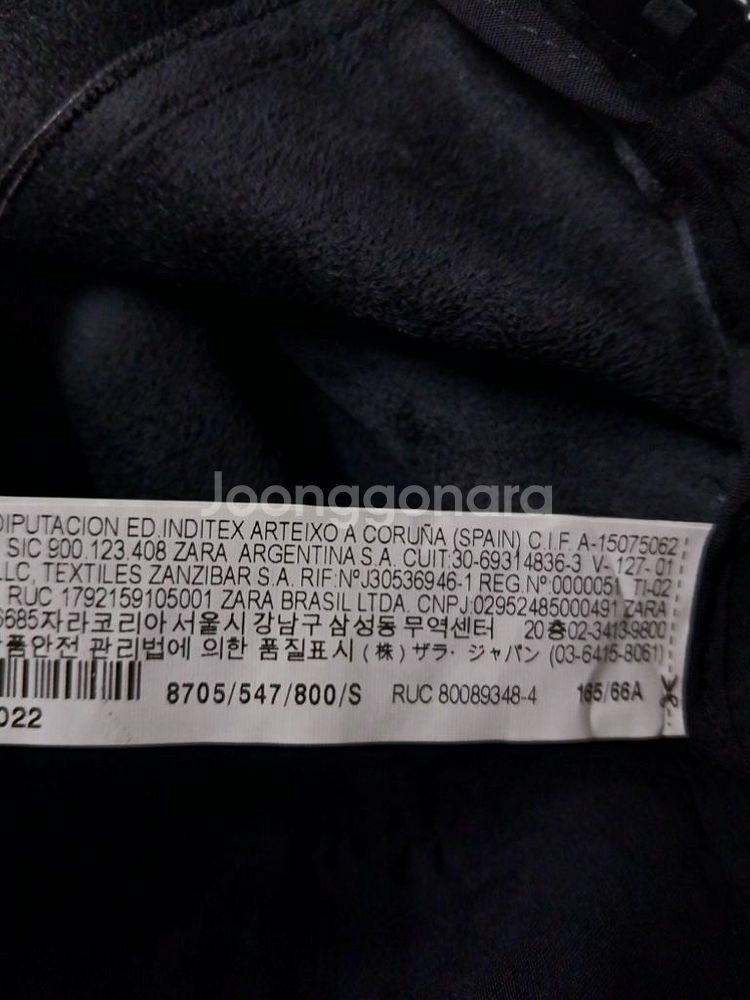 Joonggonara
DIPUTACION ED.INDITEX ARTEIXO A CORUÑA (SPAIN) C.I.F. A-15075062
SIC 900.123.408 ZARA ARGENTINA S.A. CUIT:30-69314836-3 V-127-01
LLC, TEXTILES ZANZIBAR S.A. RIF:NºJ30536946-1 REG.Nº:0000051 TI-02
RUC 1792159105001 ZARA BRASIL LTDA. CNPJ:02952485000491 ZARA
6685자라코리아 서울시 강남구 삼성동 무역센터 20층02-3413-9800
품안전 관리법에 의한 품질표시 (株) ザラ・ジャパン (03-6415-8061)
8705/547/800/S RUC 80089348-4 165/66A
022